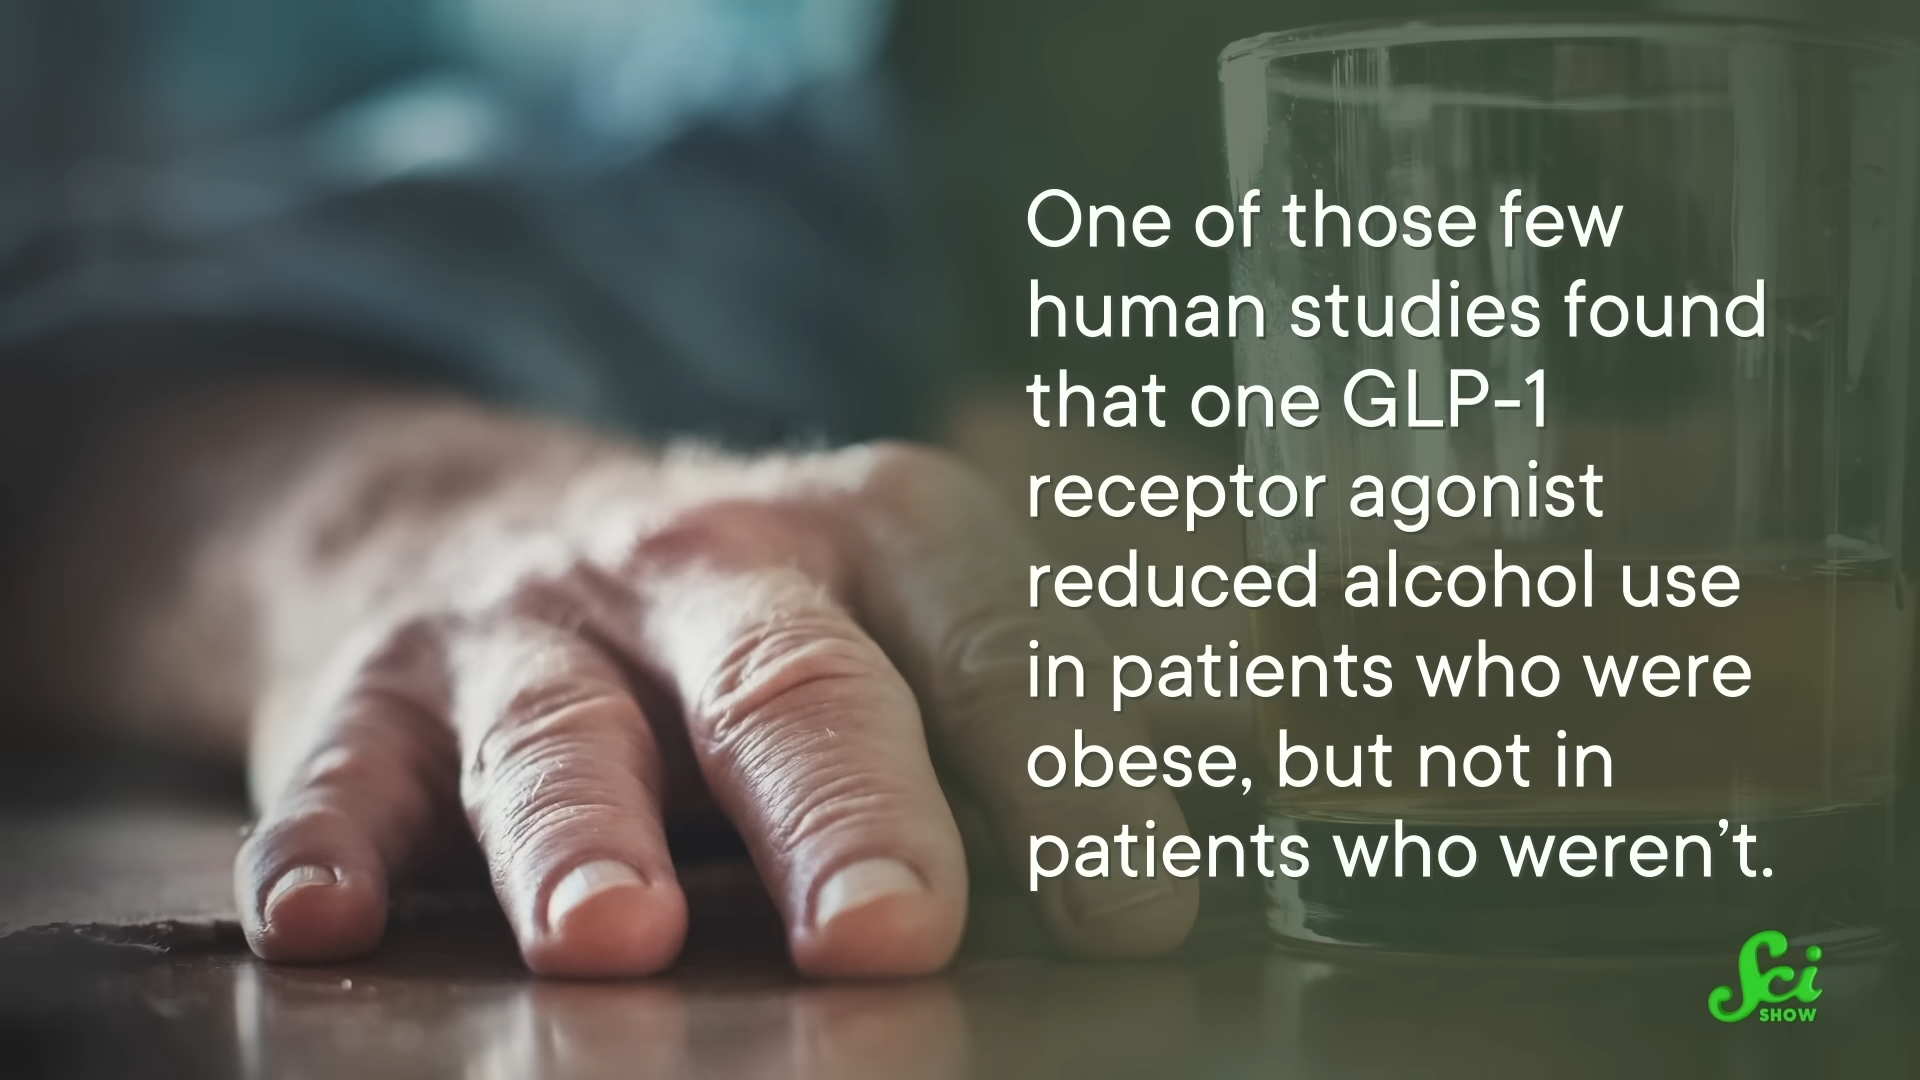 One of those few
human studies found
that one GLP-1
receptor agonist
reduced alcohol use
in patients who were
obese, but not in
patients who weren’t.
Sci
SHOW